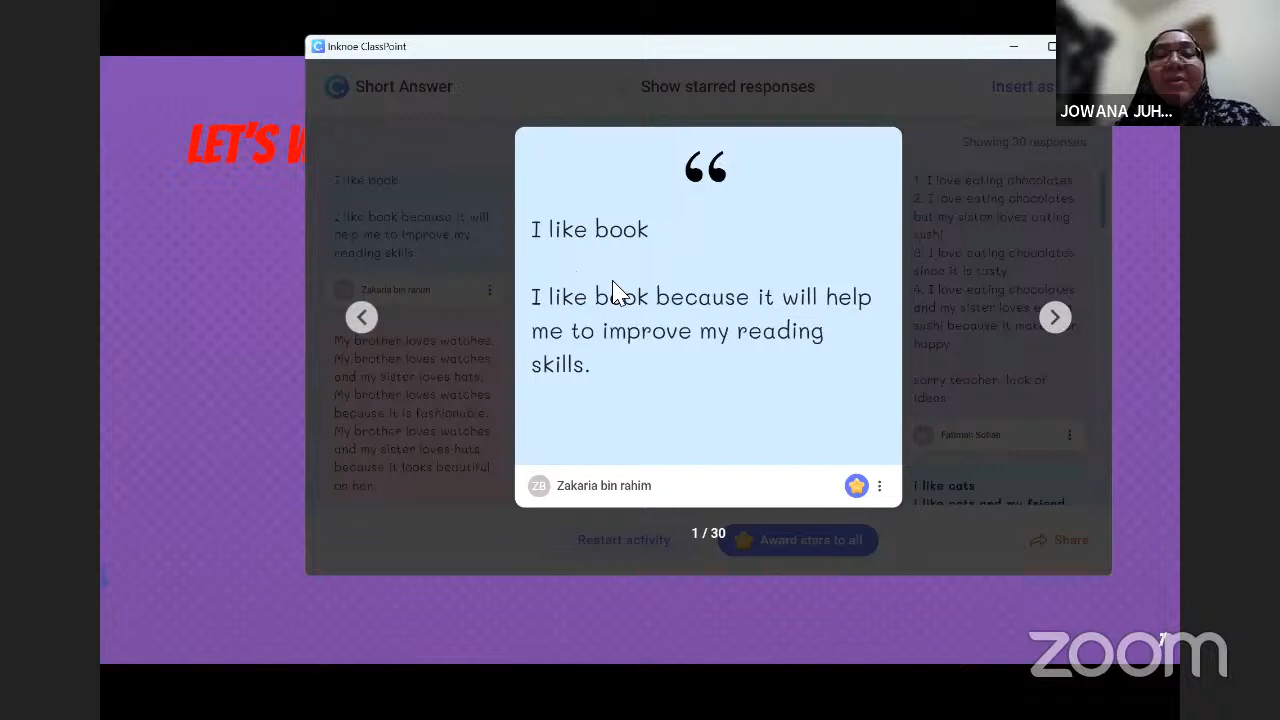 Inknoe ClassPoint
JOWANA JUH...
LET'S
Short Answer
Show starred responses
Insert as
Showing 30 responses
I like book
I like book because it will
help me to improve my
reading skills
Zakaria bin rahim
My brother loves watches.
My brother loves watches
and my sister loves hats.
My brother loves watches
because it is fashionable.
My brother loves watches
and my sister loves hats
because it looks beautiful
on her.
“
I like book
I like book because it will help
me to improve my reading
skills.
ZB
Zakaria bin rahim
1. I love eating chocolates
2. I love eating chocolates
but my sister loves eating
sushi
3. I love eating chocolates
since it is tasty
4. I love eating chocolates
and my sister loves
sushi because it
happy
sorry teacher. lack of
ideas
Fatimah
i like cats
i like cats and my friend
1 / 30
Restart activity
Award stars to all
Share
zoom